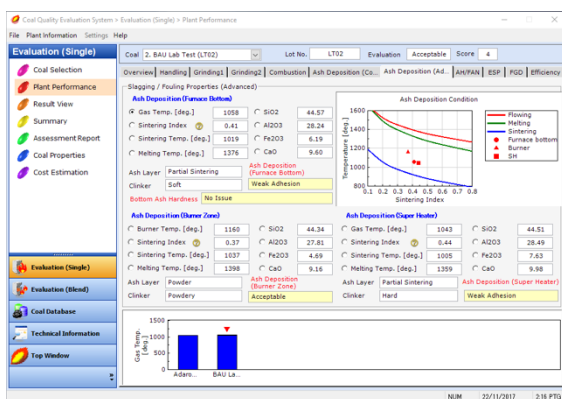 Coal Quality Evaluation System > Evaluation (Single) > Plant Performance
File Plant Information Settings Help
Evaluation (Single)
Coal Selection
Plant Performance
Result View
Summary
Assessment Report
Coal Properties
Cost Estimation
Evaluation (Single)
Evaluation (Blend)
Coal Database
Technical Information
Top Window
Coal 2. BAU Lab Test (LT02) Lot No. LT02 Evaluation Acceptable Score 4
Overview Handling Grinding1 Grinding2 Combustion Ash Deposition (Co... Ash Deposition (Ad... AH/FAN ESP FGD Efficiency
Slagging / Fouling Properties (Advanced)
Ash Deposition (Furnace Bottom)
Gas Temp. [deg.] 1058 SiO2 44.57
Sintering Index 0.41 Al2O3 28.24
Sintering Temp. [deg.] 1019 Fe2O3 6.19
Melting Temp. [deg.] 1376 CaO 9.60
Ash Layer Partial Sintering Ash Deposition (Furnace Bottom)
Clinker Soft Weak Adhesion
Bottom Ash Hardness No Issue
Ash Deposition Condition
Temperature [deg.]
1600
1400
1200
1000
800
0.1 0.2 0.3 0.4 0.5 0.6 0.7 0.8
Sintering Index
Flowing
Melting
Sintering
Furnace bottom
Burner
SH
Ash Deposition (Burner Zone)
Burner Temp. [deg.] 1160 SiO2 44.34
Sintering Index 0.37 Al2O3 27.81
Sintering Temp. [deg.] 1037 Fe2O3 4.69
Melting Temp. [deg.] 1398 CaO 9.16
Ash Layer Powder Ash Deposition (Burner Zone)
Clinker Powdery Acceptable
Ash Deposition (Super Heater)
Gas Temp. [deg.] 1043 SiO2 44.51
Sintering Index 0.44 Al2O3 28.49
Sintering Temp. [deg.] 1005 Fe2O3 7.63
Melting Temp. [deg.] 1359 CaO 9.98
Ash Layer Partial Sintering Ash Deposition (Super Heater)
Clinker Hard Weak Adhesion
Gas Temp. [deg.]
1500
1000
500
0
Adaro... BAU La...
NUM 22/11/2017 2:16 PTG